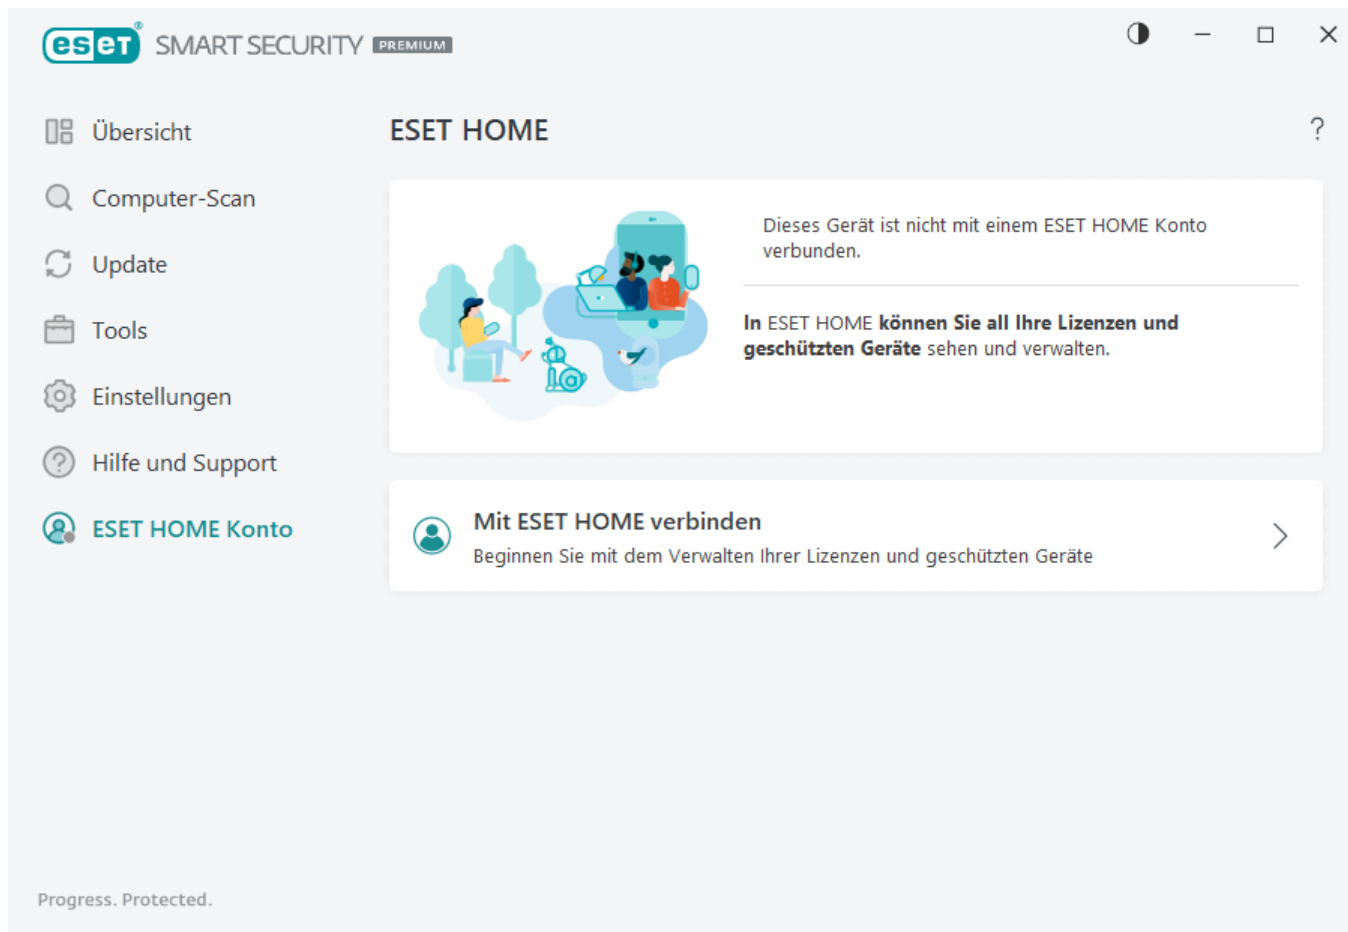 eseT® SMART SECURITY PREMIUM
Übersicht
Computer-Scan
Update
Tools
Einstellungen
Hilfe und Support
ESET HOME Konto
ESET HOME
?
Dieses Gerät ist nicht mit einem ESET HOME Konto
verbunden.
In ESET HOME können Sie all Ihre Lizenzen und
geschützten Geräte sehen und verwalten.
Mit ESET HOME verbinden
Beginnen Sie mit dem Verwalten Ihrer Lizenzen und geschützten Geräte
Progress. Protected.